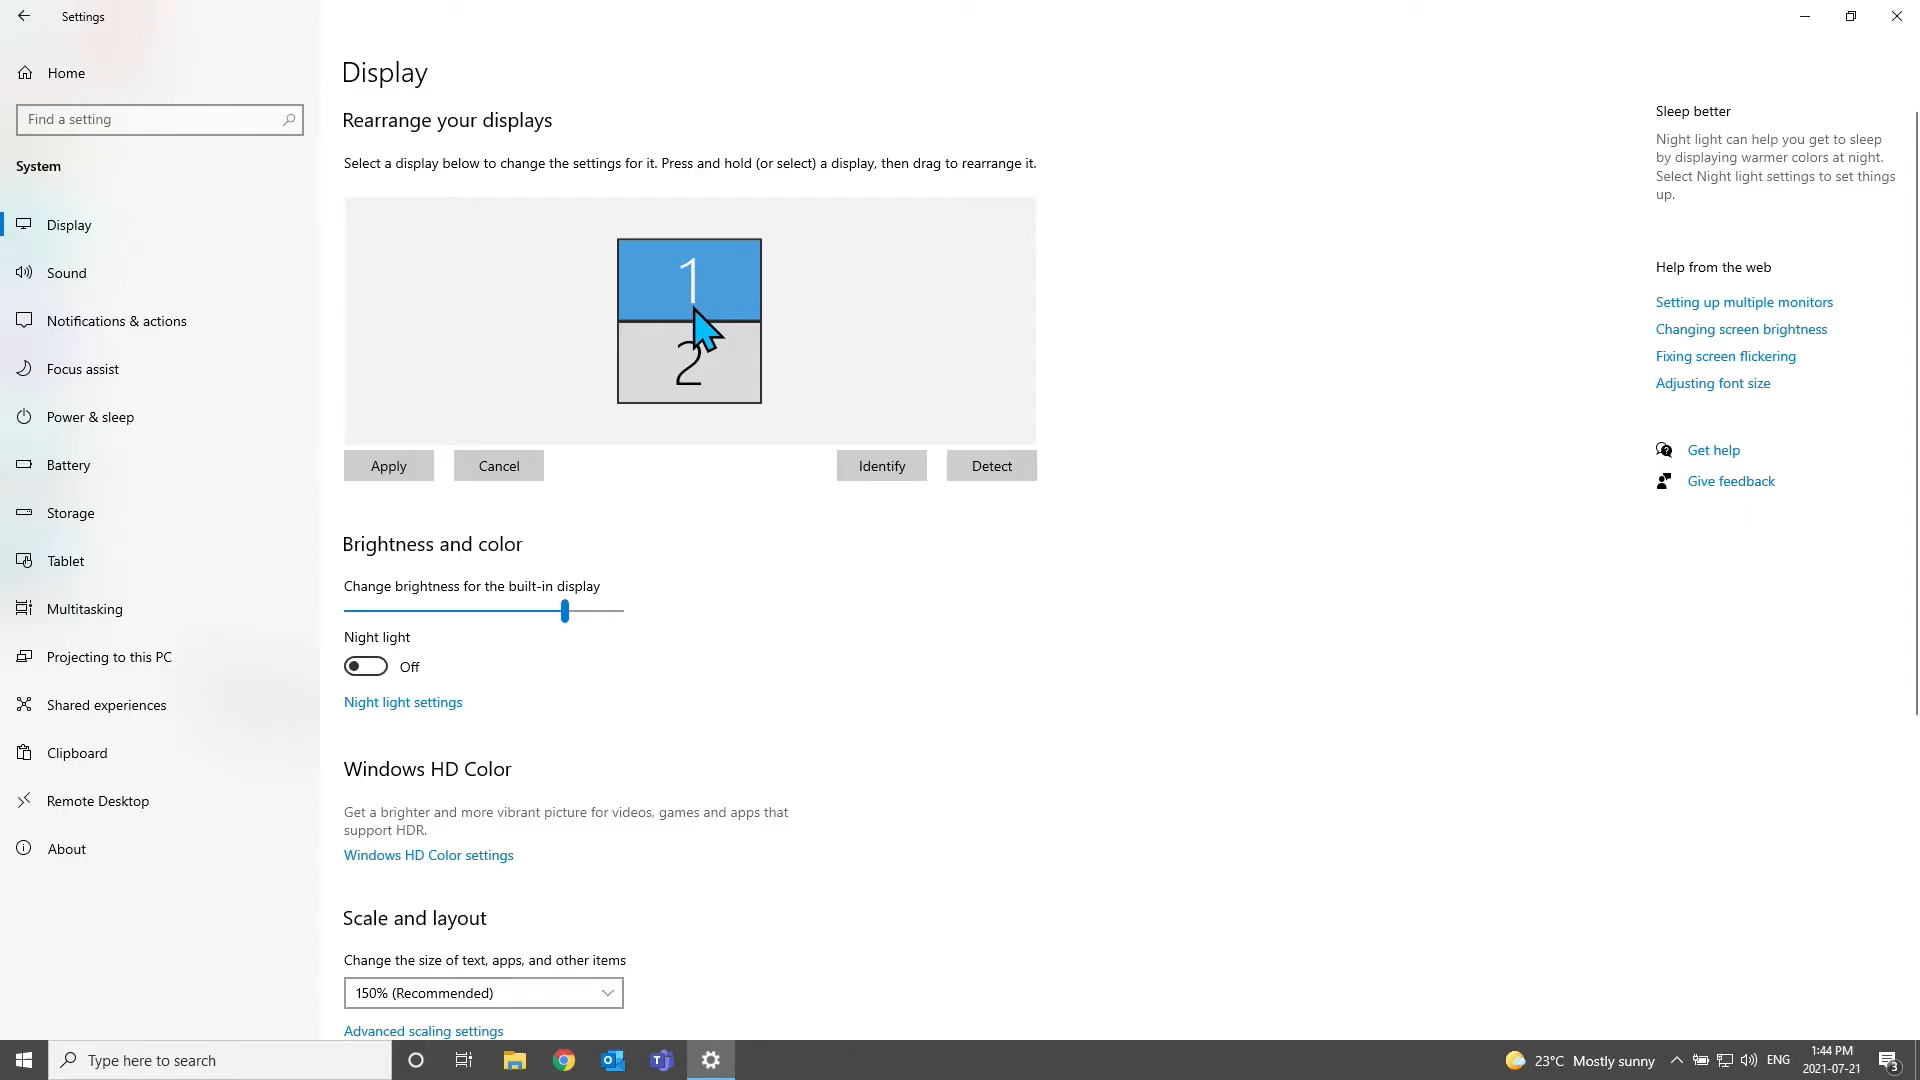 Settings
Home
Find a setting
System
Display
Sound
Notifications & actions
Focus assist
Power & sleep
Battery
Storage
Tablet
Multitasking
Projecting to this PC
Shared experiences
Clipboard
Remote Desktop
About
Display
Rearrange your displays
Select a display below to change the settings for it. Press and hold (or select) a display, then drag to rearrange it.
1
2
Apply
Cancel
Identify
Detect
Brightness and color
Change brightness for the built-in display
Night light
Off
Night light settings
Windows HD Color
Get a brighter and more vibrant picture for videos, games and apps that
support HDR.
Windows HD Color settings
Scale and layout
Change the size of text, apps, and other items
150% (Recommended)
Advanced scaling settings
Sleep better
Night light can help you get to sleep
by displaying warmer colors at night.
Select Night light settings to set things
up.
Help from the web
Setting up multiple monitors
Changing screen brightness
Fixing screen flickering
Adjusting font size
Get help
Give feedback
Type here to search
23°C Mostly sunny
ENG
1:44 PM
2021-07-21
3